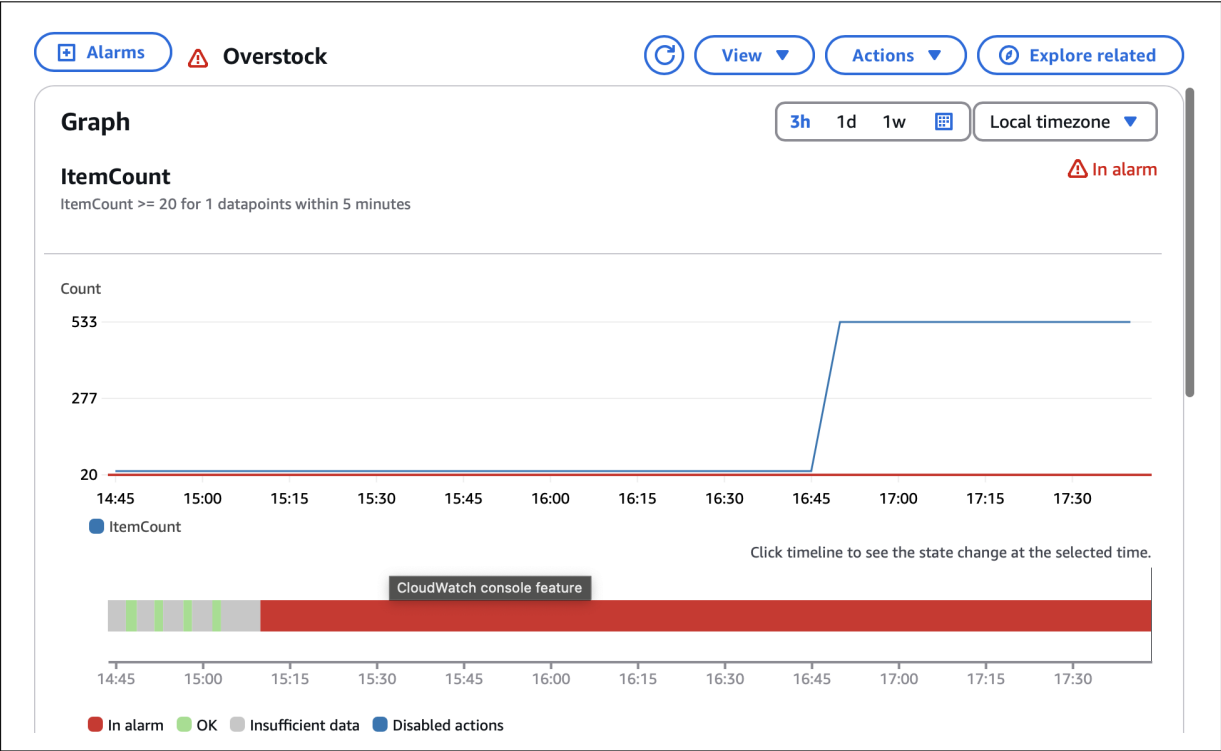 Alarms
Overstock
View
Actions
Explore related
Graph
3h 1d 1w
Local timezone
ItemCount
In alarm
ItemCount >= 20 for 1 datapoints within 5 minutes
Count
533
277
20
14:45 15:00 15:15 15:30 15:45 16:00 16:15 16:30 16:45 17:00 17:15 17:30
ItemCount
Click timeline to see the state change at the selected time.
CloudWatch console feature
14:45 15:00 15:15 15:30 15:45 16:00 16:15 16:30 16:45 17:00 17:15 17:30
In alarm OK Insufficient data Disabled actions